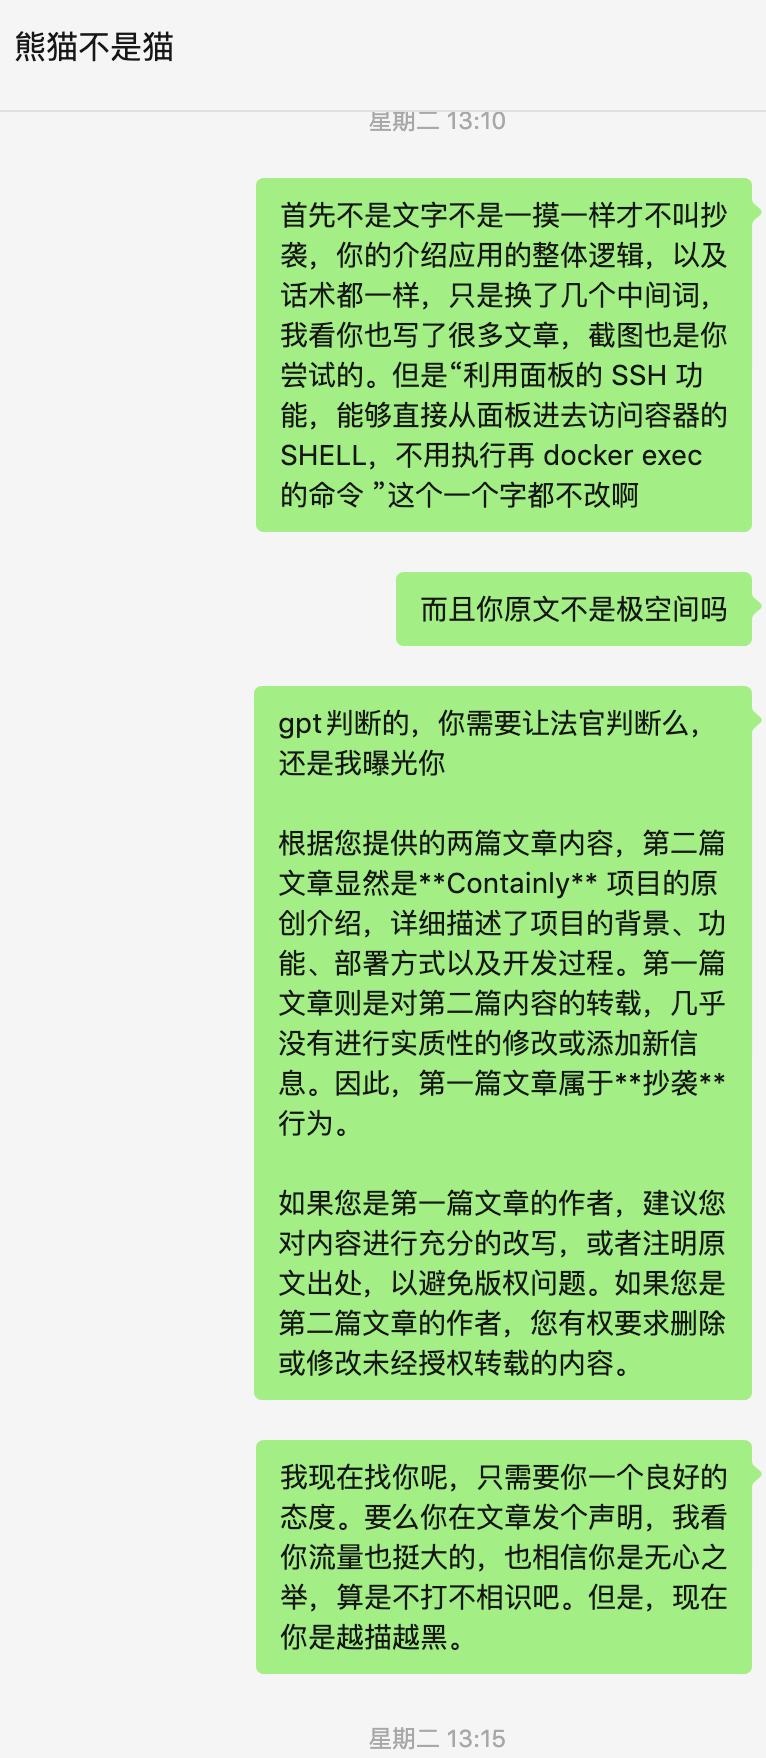 熊猫不是猫
星期二 13:10
首先不是文字不是一摸一样才不叫抄
袭，你的介绍应用的整体逻辑，以及
话术都一样，只是换了几个中间词，
我看你也写了很多文章，截图也是你
尝试的。但是“利用面板的 SSH 功
能，能够直接从面板进去访问容器的
SHELL，不用执行再 docker exec
的命令 ”这个一个字都不改啊
而且你原文不是极空间吗
gpt判断的，你需要让法官判断么，
还是我曝光你
根据您提供的两篇文章内容，第二篇
文章显然是**Containly** 项目的原
创介绍，详细描述了项目的背景、功
能、部署方式以及开发过程。第一篇
文章则是对第二篇内容的转载，几乎
没有进行实质性的修改或添加新信
息。因此，第一篇文章属于**抄袭**
行为。
如果您是第一篇文章的作者，建议您
对内容进行充分的改写，或者注明原
文出处，以避免版权问题。如果您是
第二篇文章的作者，您有权要求删除
或修改未经授权转载的内容。
我现在找你呢，只需要你一个良好的
态度。要么你在文章发个声明，我看
你流量也挺大的，也相信你是无心之
举，算是不打不相识吧。但是，现在
你是越描越黑。
星期二 13:15